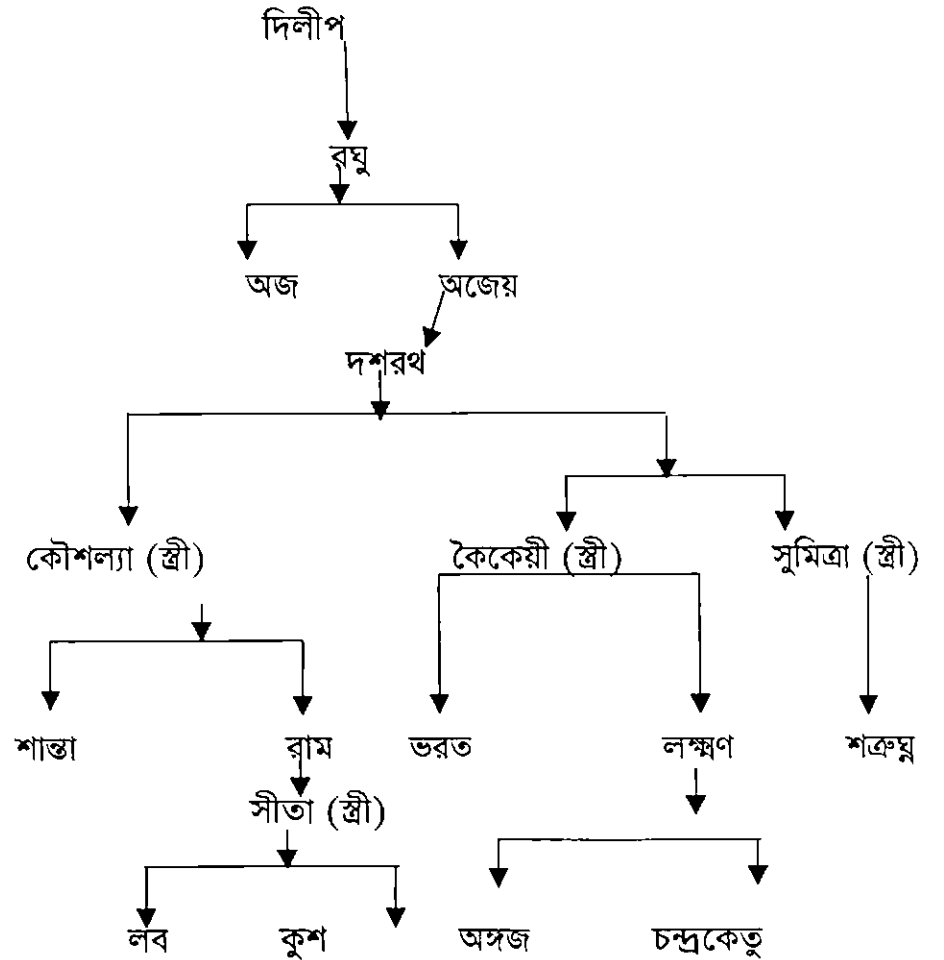 দিলীপ
রঘু
অজ অজেয়
দশরথ
কৌশল্যা (স্ত্রী) কৈকেয়ী (স্ত্রী) সুমিত্রা (স্ত্রী)
শান্তা রাম ভরত লক্ষ্মণ শত্রুঘ্ন
সীতা (স্ত্রী)
লব কুশ অঙ্গজ চন্দ্রকেতু